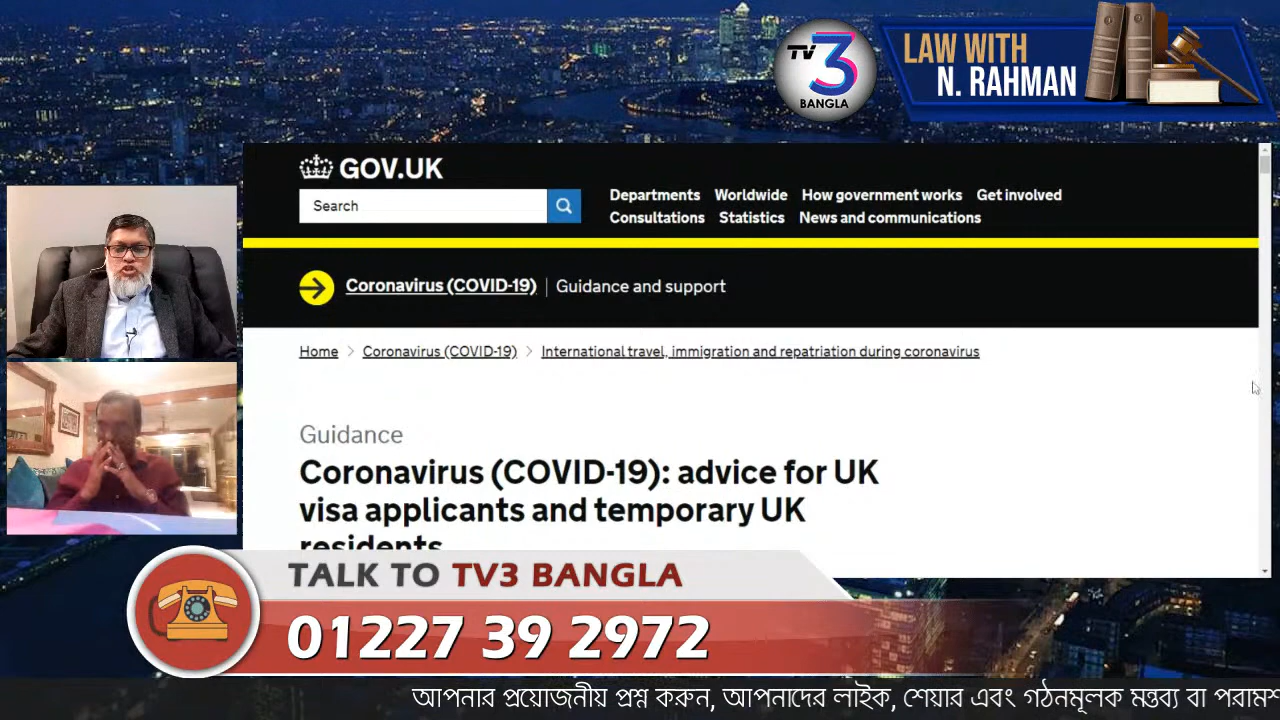 TV3
BANGLA
LAW WITH
N. RAHMAN
GOV.UK
Search
Departments Worldwide How government works Get involved
Consultations Statistics News and communications
Coronavirus (COVID-19) | Guidance and support
Home > Coronavirus (COVID-19) > International travel, immigration and repatriation during coronavirus
Guidance
Coronavirus (COVID-19): advice for UK
visa applicants and temporary UK
residents
TALK TO TV3 BANGLA
01227 39 2972
আপনার প্রয়োজনীয় প্রশ্ন করুন, আপনাদের লাইক, শেয়ার এবং গঠনমূলক মন্তব্য বা পরামশ